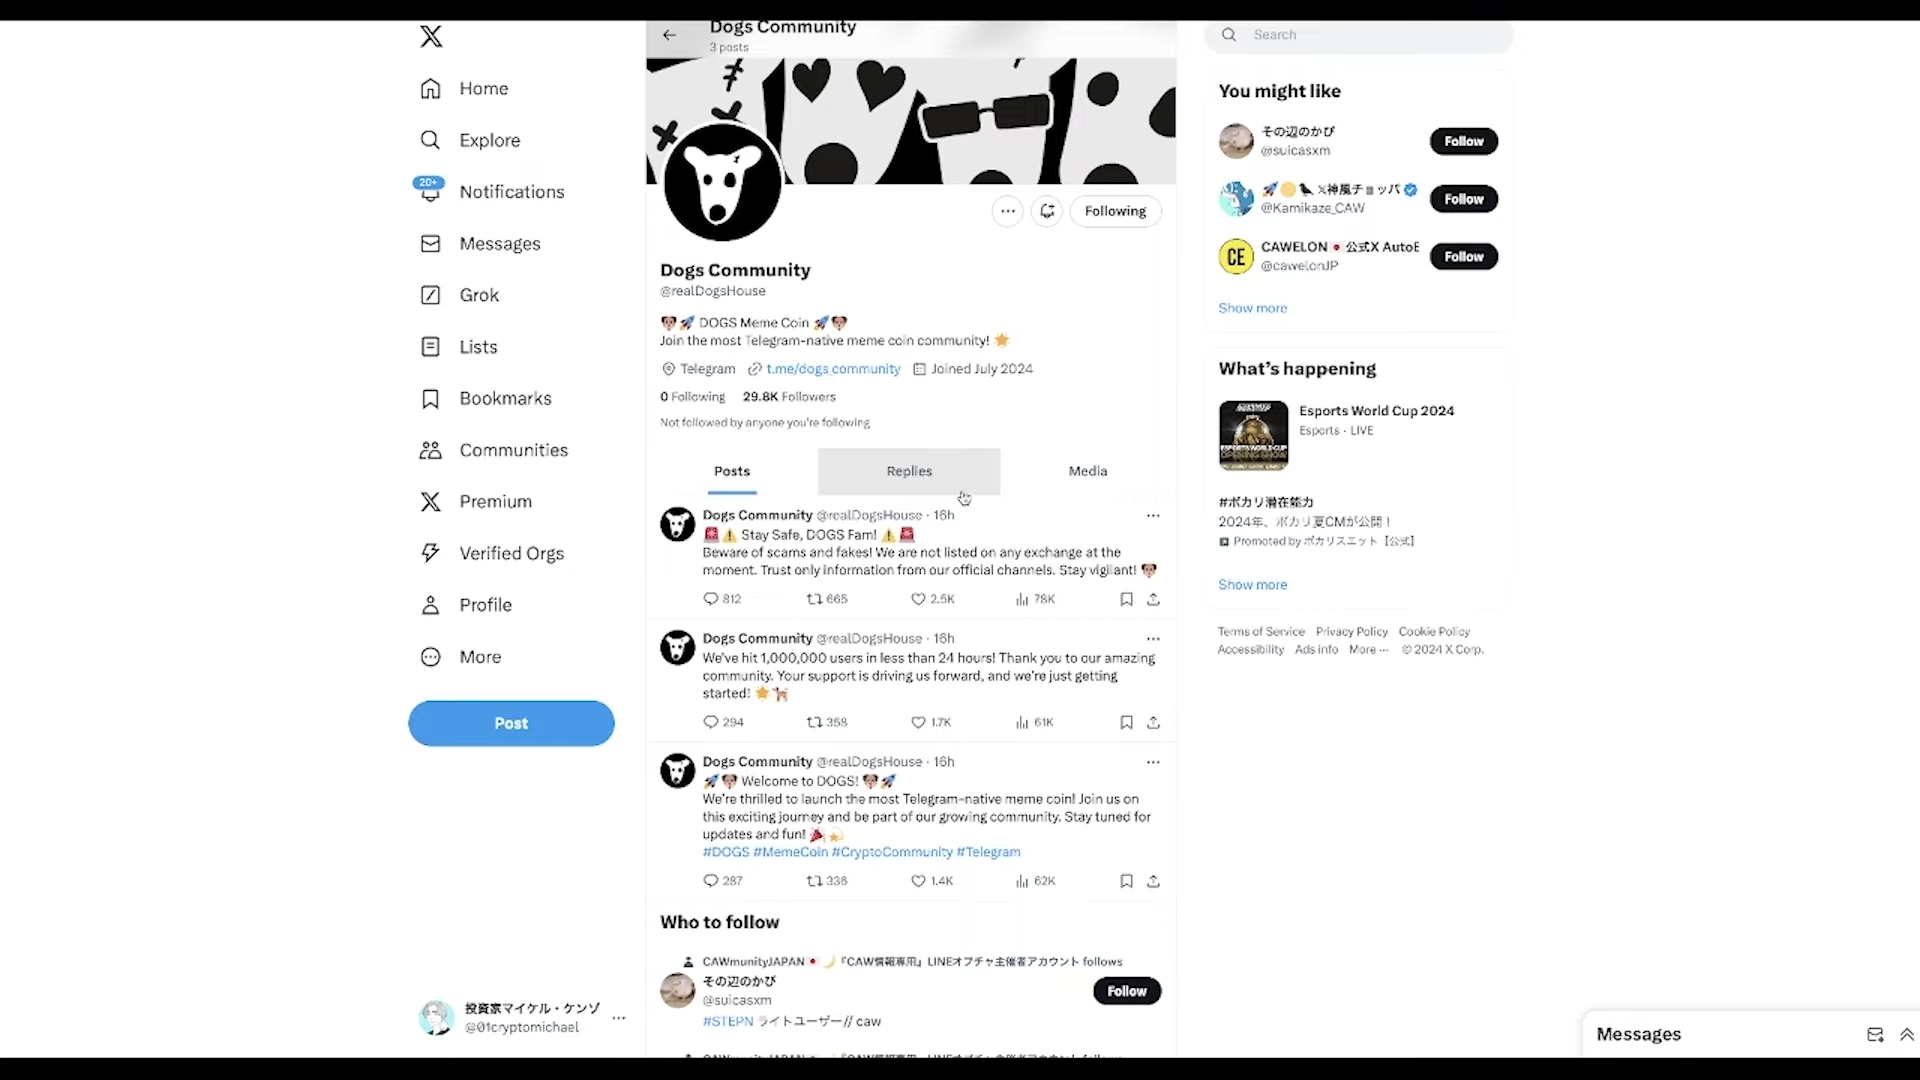 Home
Explore
20+
Notifications
Messages
Grok
Lists
Bookmarks
Communities
Premium
Verified Orgs
Profile
More
Post
投資家マイケル・ケンゾ
@01cryptomichael
Dogs Community
3 posts
Following
Dogs Community
@realDogsHouse
🐶🚀 DOGS Meme Coin 🚀🐶
Join the most Telegram-native meme coin community! 🌟
Telegram t.me/dogs_community Joined July 2024
0 Following 29.8K Followers
Not followed by anyone you're following
Posts Replies Media
Dogs Community @realDogsHouse · 16h
🚨⚠️ Stay Safe, DOGS Fam! ⚠️🚨
Beware of scams and fakes! We are not listed on any exchange at the
moment. Trust only information from our official channels. Stay vigilant! 🐶
812 665 2.5K 78K
Dogs Community @realDogsHouse · 16h
We've hit 1,000,000 users in less than 24 hours! Thank you to our amazing
community. Your support is driving us forward, and we're just getting
started! 🌟🐕
294 358 1.7K 61K
Dogs Community @realDogsHouse · 16h
🚀🐶 Welcome to DOGS! 🐶🚀
We're thrilled to launch the most Telegram-native meme coin! Join us on
this exciting journey and be part of our growing community. Stay tuned for
updates and fun! 🎉💫
#DOGS #MemeCoin #CryptoCommunity #Telegram
287 336 1.4K 62K
Who to follow
CAWmunityJAPAN🇯🇵🌙『CAW情報専用』LINEオプチャ主催者アカウント follows
その辺のかぴ
@suicasxm
Follow
#STEPN ライトユーザー// caw
Search
You might like
その辺のかぴ
@suicasxm
Follow
🚀🟡🐦‍⬛ 𝕏神風チョッパ
@Kamikaze_CAW
Follow
CE
CAWELON🇯🇵公式X AutoE
@cawelonJP
Follow
Show more
What's happening
Esports World Cup 2024
Esports · LIVE
#ポカリ潜在能力
2024年、ポカリ夏CMが公開！
Promoted by ポカリスエット【公式】
Show more
Terms of Service Privacy Policy Cookie Policy
Accessibility Ads info More ··· © 2024 X Corp.
Messages